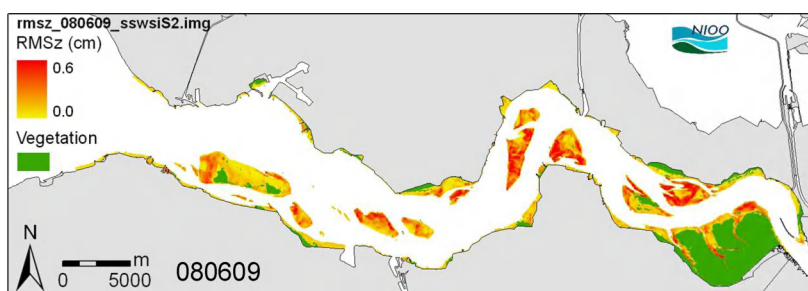 rmsz_080609_sswsiS2.img
RMSz (cm)
0.6
0.0
Vegetation
NIOO
N
m
0 5000
080609